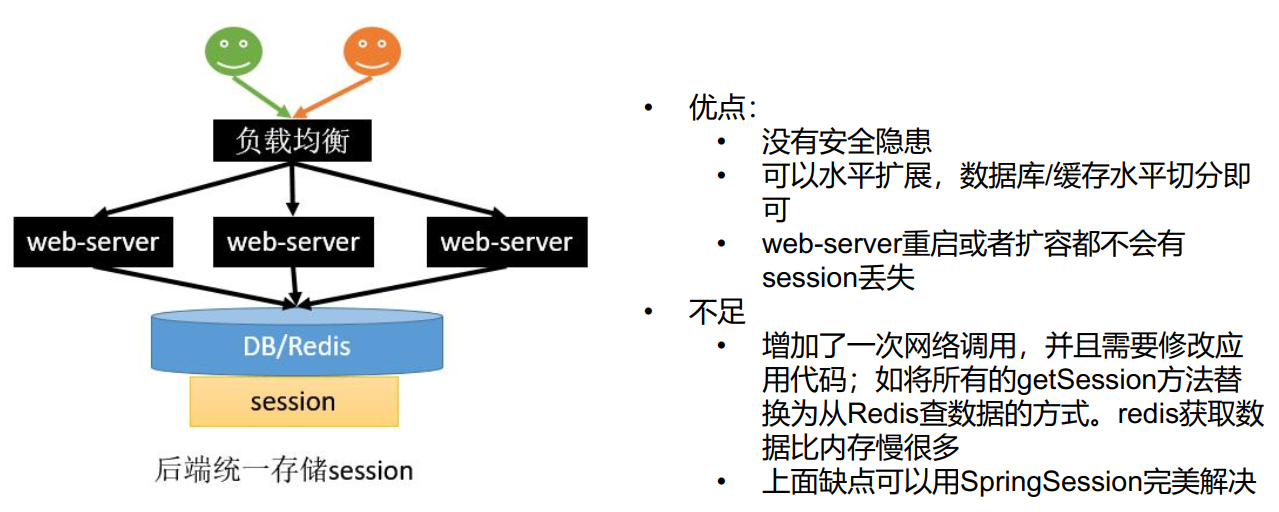 负载均衡
web-server
web-server
web-server
DB/Redis
session
后端统一存储session
• 优点：
• 没有安全隐患
• 可以水平扩展，数据库/缓存水平切分即
可
• web-server重启或者扩容都不会有
session丢失
• 不足
• 增加了一次网络调用，并且需要修改应
用代码；如将所有的getSession方法替
换为从Redis查数据的方式。redis获取数
据比内存慢很多
• 上面缺点可以用SpringSession完美解决